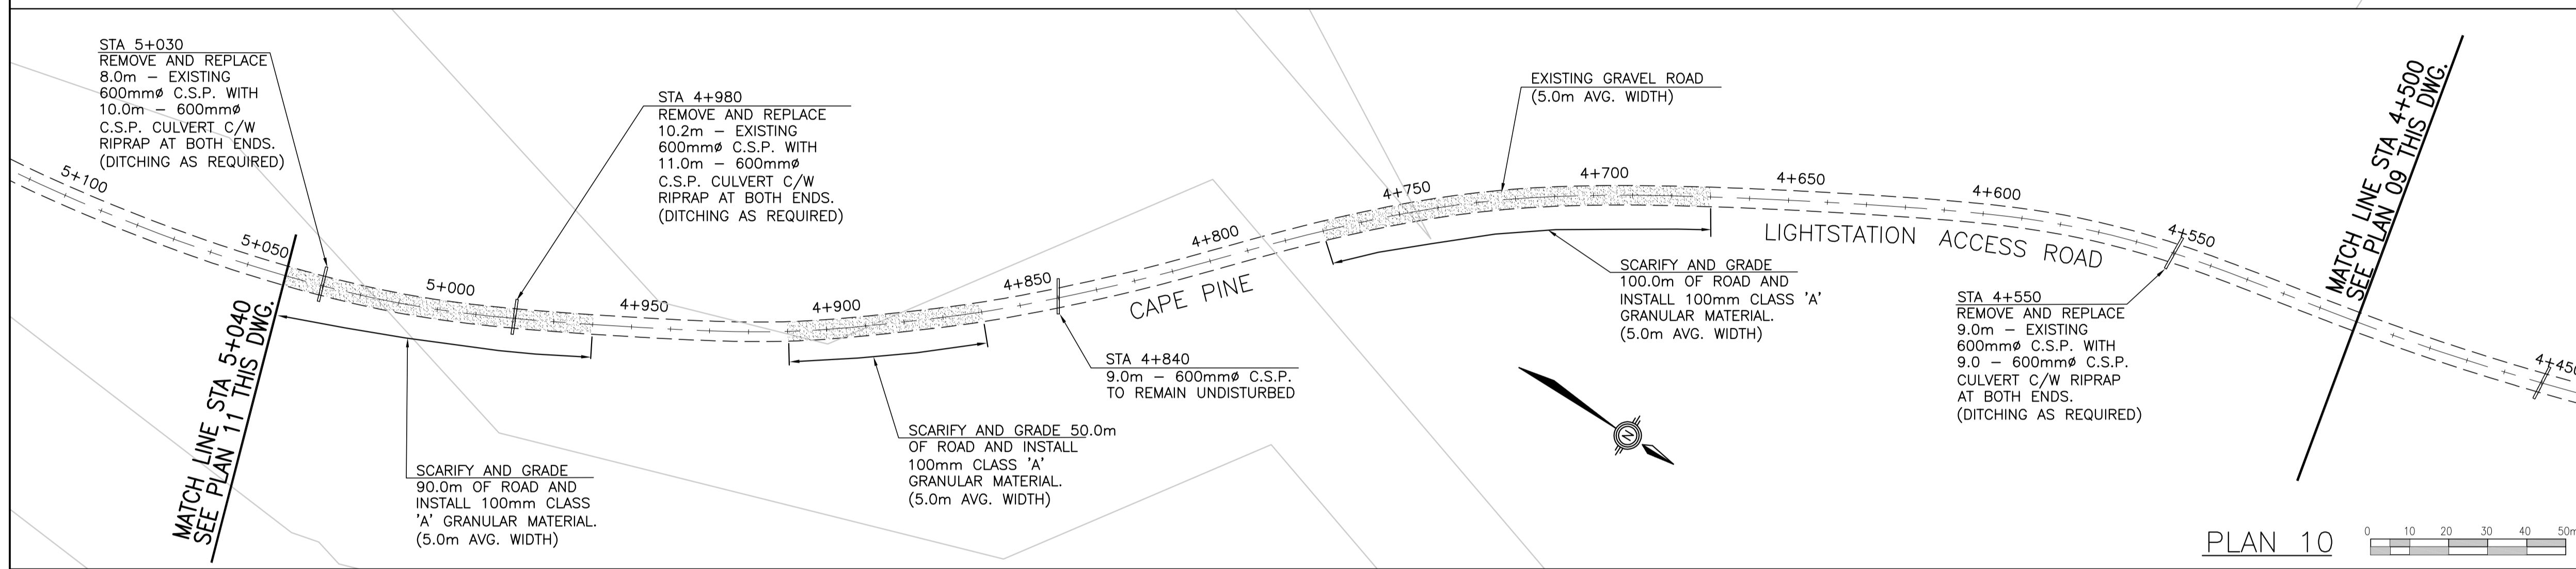 STA 5+030
REMOVE AND REPLACE
8.0m - EXISTING
600mmø C.S.P. WITH
10.0m - 600mmø
C.S.P. CULVERT C/W
RIPRAP AT BOTH ENDS.
(DITCHING AS REQUIRED)
STA 4+980
REMOVE AND REPLACE
10.2m - EXISTING
600mmø C.S.P. WITH
11.0m - 600mmø
C.S.P. CULVERT C/W
RIPRAP AT BOTH ENDS.
(DITCHING AS REQUIRED)
EXISTING GRAVEL ROAD
(5.0m AVG. WIDTH)
MATCH LINE STA 4+500
SEE PLAN 09 THIS DWG.
5+100
5+050
5+000
4+950
4+900
4+850
4+800
4+750
4+700
4+650
4+600
4+550
4+450
CAPE PINE
LIGHTSTATION ACCESS ROAD
MATCH LINE STA 5+040
SEE PLAN 11 THIS DWG.
SCARIFY AND GRADE
90.0m OF ROAD AND
INSTALL 100mm CLASS
'A' GRANULAR MATERIAL.
(5.0m AVG. WIDTH)
SCARIFY AND GRADE 50.0m
OF ROAD AND INSTALL
100mm CLASS 'A'
GRANULAR MATERIAL.
(5.0m AVG. WIDTH)
STA 4+840
9.0m - 600mmø C.S.P.
TO REMAIN UNDISTURBED
SCARIFY AND GRADE
100.0m OF ROAD AND
INSTALL 100mm CLASS 'A'
GRANULAR MATERIAL.
(5.0m AVG. WIDTH)
N
STA 4+550
REMOVE AND REPLACE
9.0m - EXISTING
600mmø C.S.P. WITH
9.0 - 600mmø C.S.P.
CULVERT C/W RIPRAP
AT BOTH ENDS.
(DITCHING AS REQUIRED)
PLAN 10
0 10 20 30 40 50m